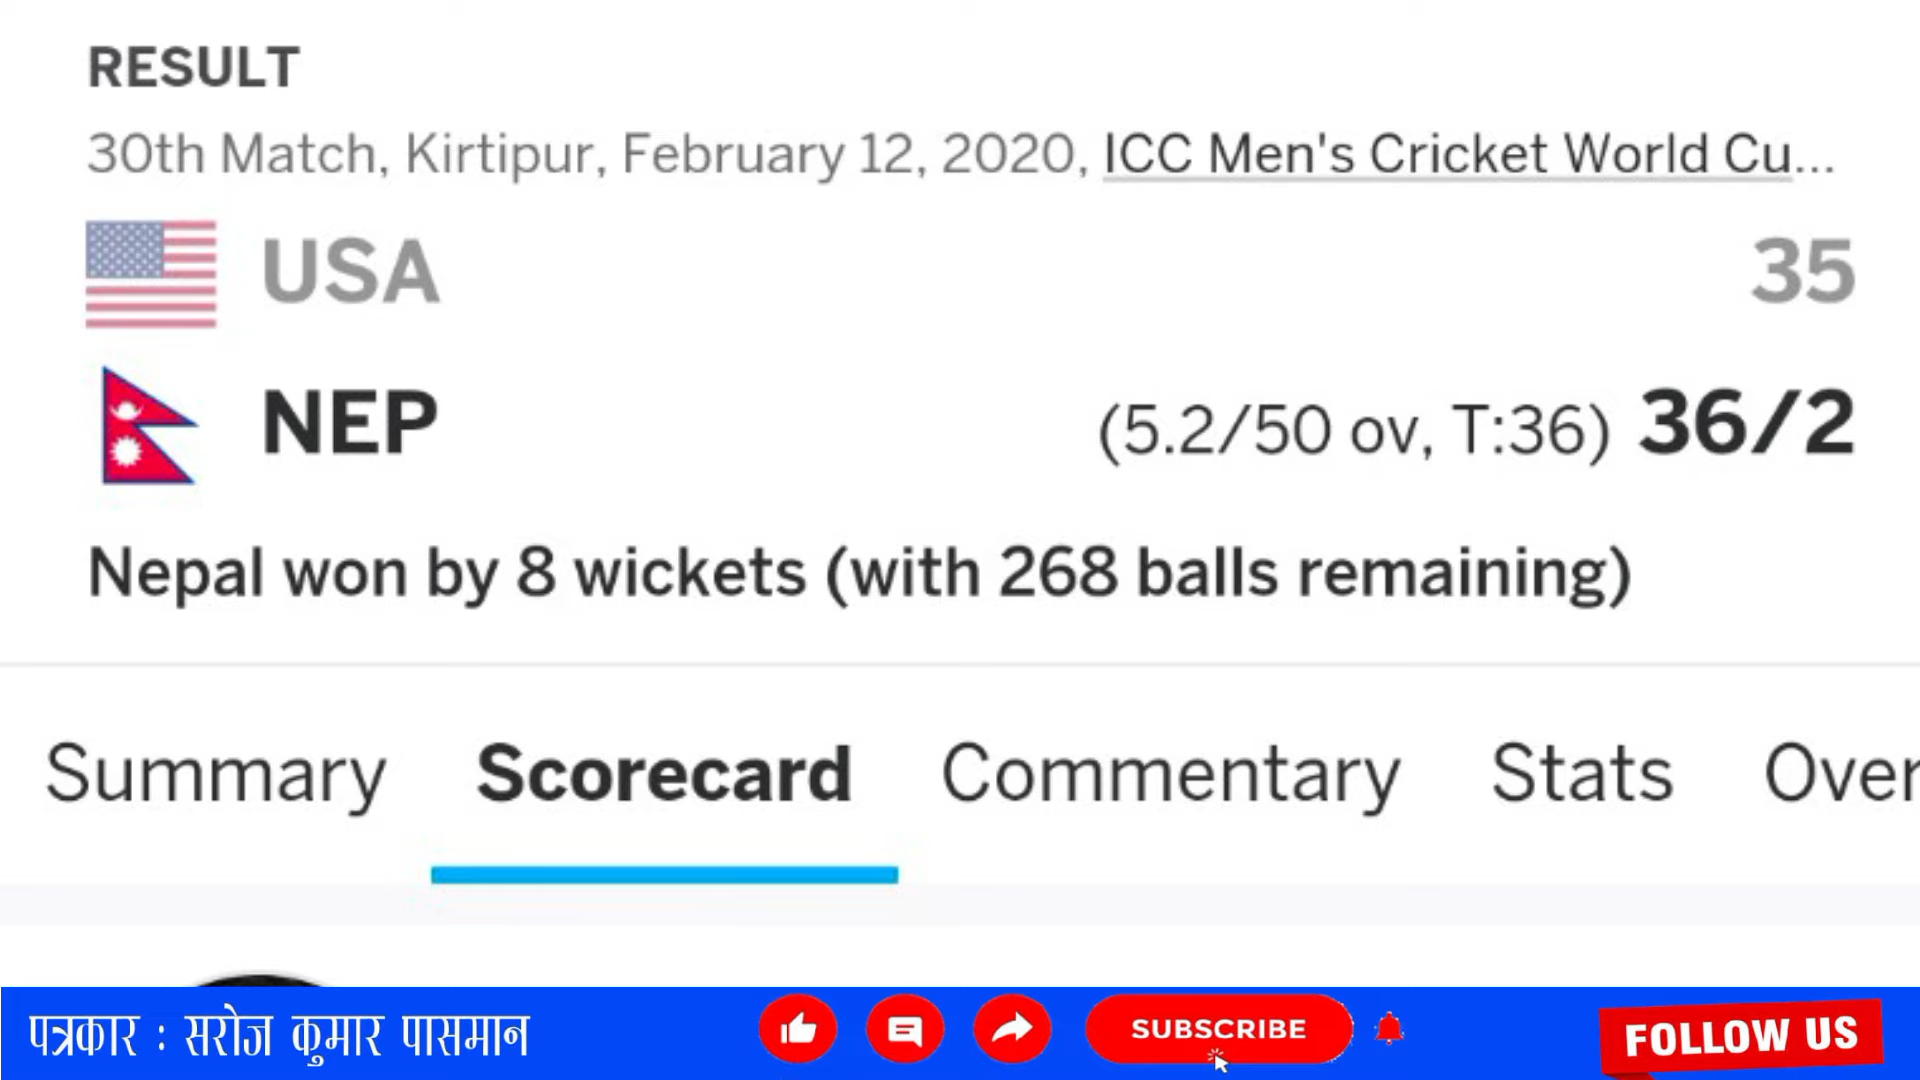 RESULT
30th Match, Kirtipur, February 12, 2020, ICC Men's Cricket World Cu...
USA 35
NEP (5.2/50 ov, T:36) 36/2
Nepal won by 8 wickets (with 268 balls remaining)
Summary Scorecard Commentary Stats Over
पत्रकार : सरोज कुमार पासमान SUBSCRIBE FOLLOW US